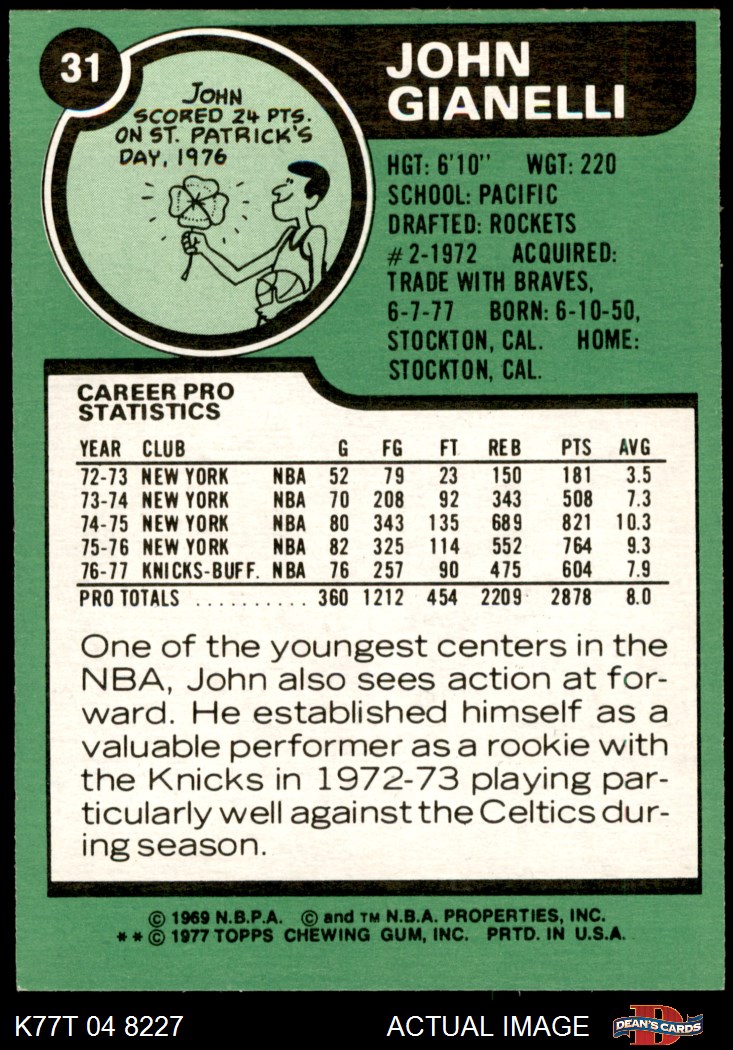 31
JOHN
GIANELLI
JOHN
SCORED 24 PTS.
ON ST. PATRICK'S
DAY, 1976
HGT: 6'10" WGT: 220
SCHOOL: PACIFIC
DRAFTED: ROCKETS
#2-1972 ACQUIRED:
TRADE WITH BRAVES,
6-7-77 BORN: 6-10-50,
STOCKTON, CAL. HOME:
STOCKTON, CAL.
CAREER PRO
STATISTICS
YEAR CLUB G FG FT REB PTS AVG
72-73 NEW YORK NBA 52 79 23 150 181 3.5
73-74 NEW YORK NBA 70 208 92 343 508 7.3
74-75 NEW YORK NBA 80 343 135 689 821 10.3
75-76 NEW YORK NBA 82 325 114 552 764 9.3
76-77 KNICKS-BUFF. NBA 76 257 90 475 604 7.9
PRO TOTALS .......... 360 1212 454 2209 2878 8.0
One of the youngest centers in the
NBA, John also sees action at for-
ward. He established himself as a
valuable performer as a rookie with
the Knicks in 1972-73 playing par-
ticularly well against the Celtics dur-
ing season.
© 1969 N.B.P.A. © and TM N.B.A. PROPERTIES, INC.
**© 1977 TOPPS CHEWING GUM, INC. PRTD. IN U.S.A.
K77T 04 8227 ACTUAL IMAGE
D
DEAN'S CARDS